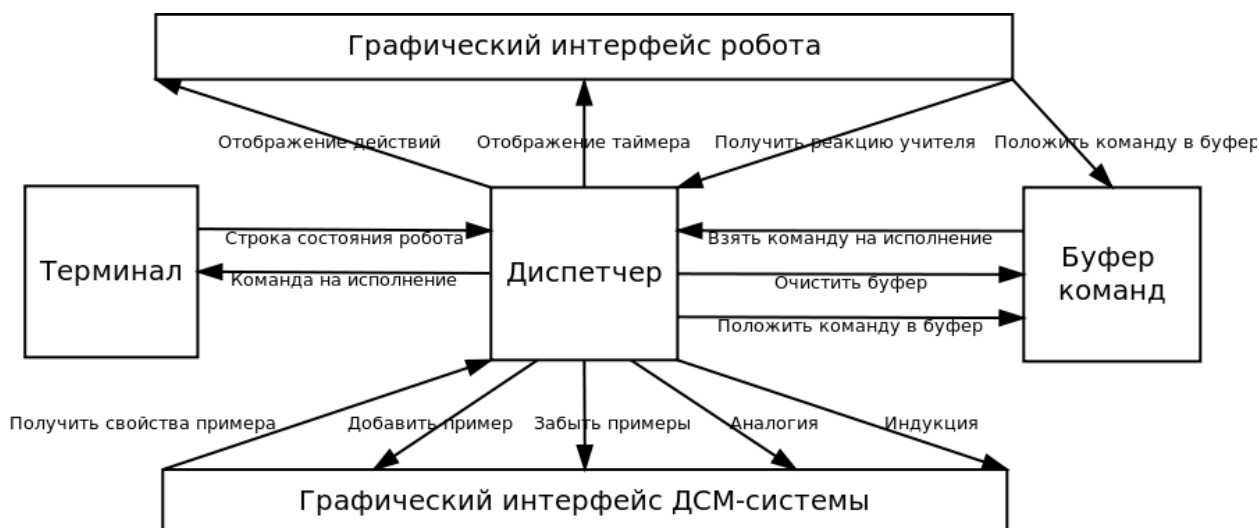 Графический интерфейс робота
Отображение действий
Отображение таймера
Получить реакцию учителя
Положить команду в буфер
Терминал
Строка состояния робота
Команда на исполнение
Диспетчер
Взять команду на исполнение
Очистить буфер
Положить команду в буфер
Буфер
команд
Получить свойства примера
Добавить пример
Забыть примеры
Аналогия
Индукция
Графический интерфейс ДСМ-системы